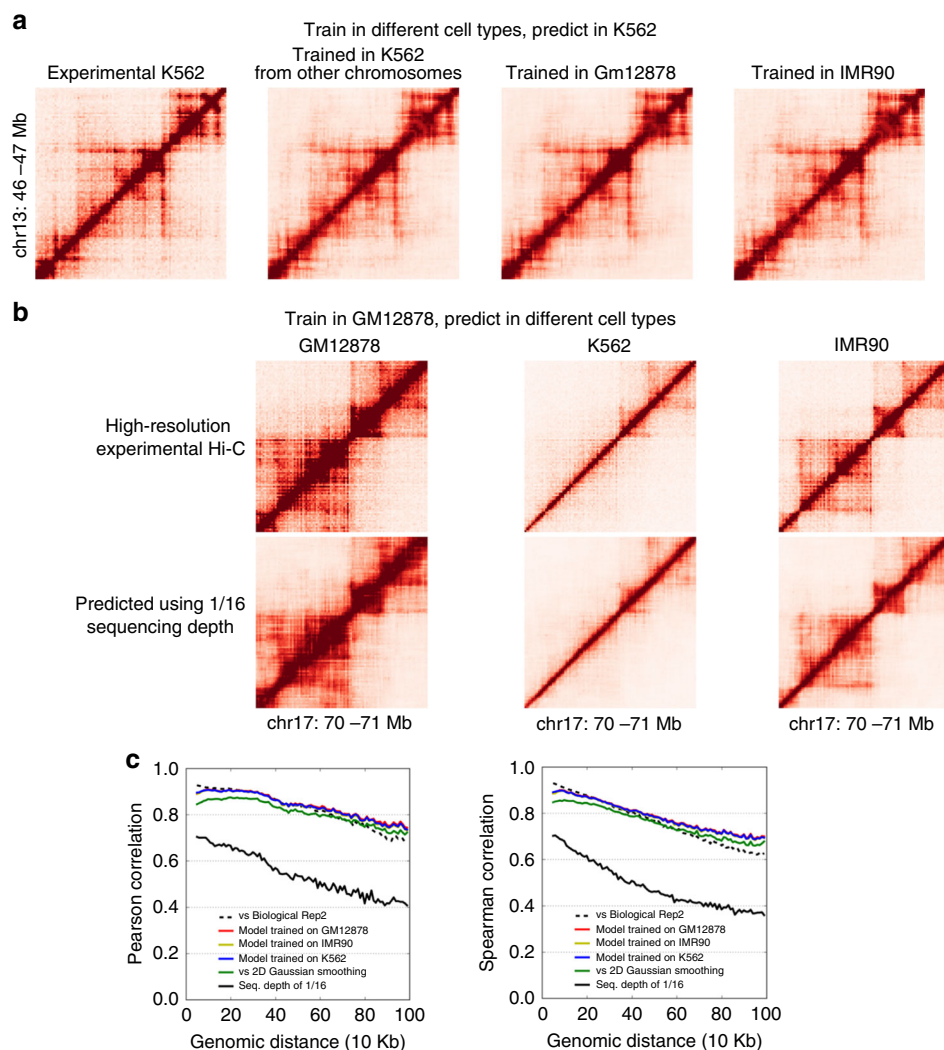 a
Train in different cell types, predict in K562
Experimental K562
Trained in K562
from other chromosomes
Trained in Gm12878
Trained in IMR90
chr13: 46 –47 Mb
b
Train in GM12878, predict in different cell types
GM12878
K562
IMR90
High-resolution
experimental Hi-C
Predicted using 1/16
sequencing depth
chr17: 70 –71 Mb
chr17: 70 –71 Mb
chr17: 70 –71 Mb
c
Pearson correlation
1.0
0.8
0.6
0.4
0.2
0.0
vs Biological Rep2
Model trained on GM12878
Model trained on IMR90
Model trained on K562
vs 2D Gaussian smoothing
Seq. depth of 1/16
0 20 40 60 80 100
Genomic distance (10 Kb)
Spearman correlation
1.0
0.8
0.6
0.4
0.2
0.0
vs Biological Rep2
Model trained on GM12878
Model trained on IMR90
Model trained on K562
vs 2D Gaussian smoothing
Seq. depth of 1/16
0 20 40 60 80 100
Genomic distance (10 Kb)